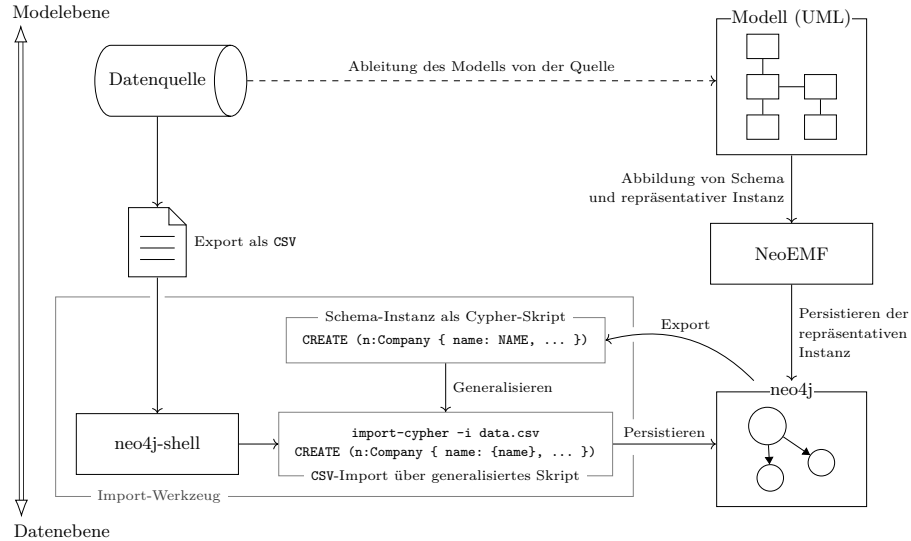 Modelebene
Modell (UML)
Datenquelle
Ableitung des Modells von der Quelle
Abbildung von Schema
und repräsentativer Instanz
Export als CSV
NeoEMF
Schema-Instanz als Cypher-Skript
CREATE (n:Company { name: NAME, ... })
Export
Persistieren der
repräsentativen
Instanz
Generalisieren
neo4j
neo4j-shell
import-cypher -i data.csv
CREATE (n:Company { name: {name}, ... })
CSV-Import über generalisiertes Skript
Persistieren
Import-Werkzeug
Datenebene